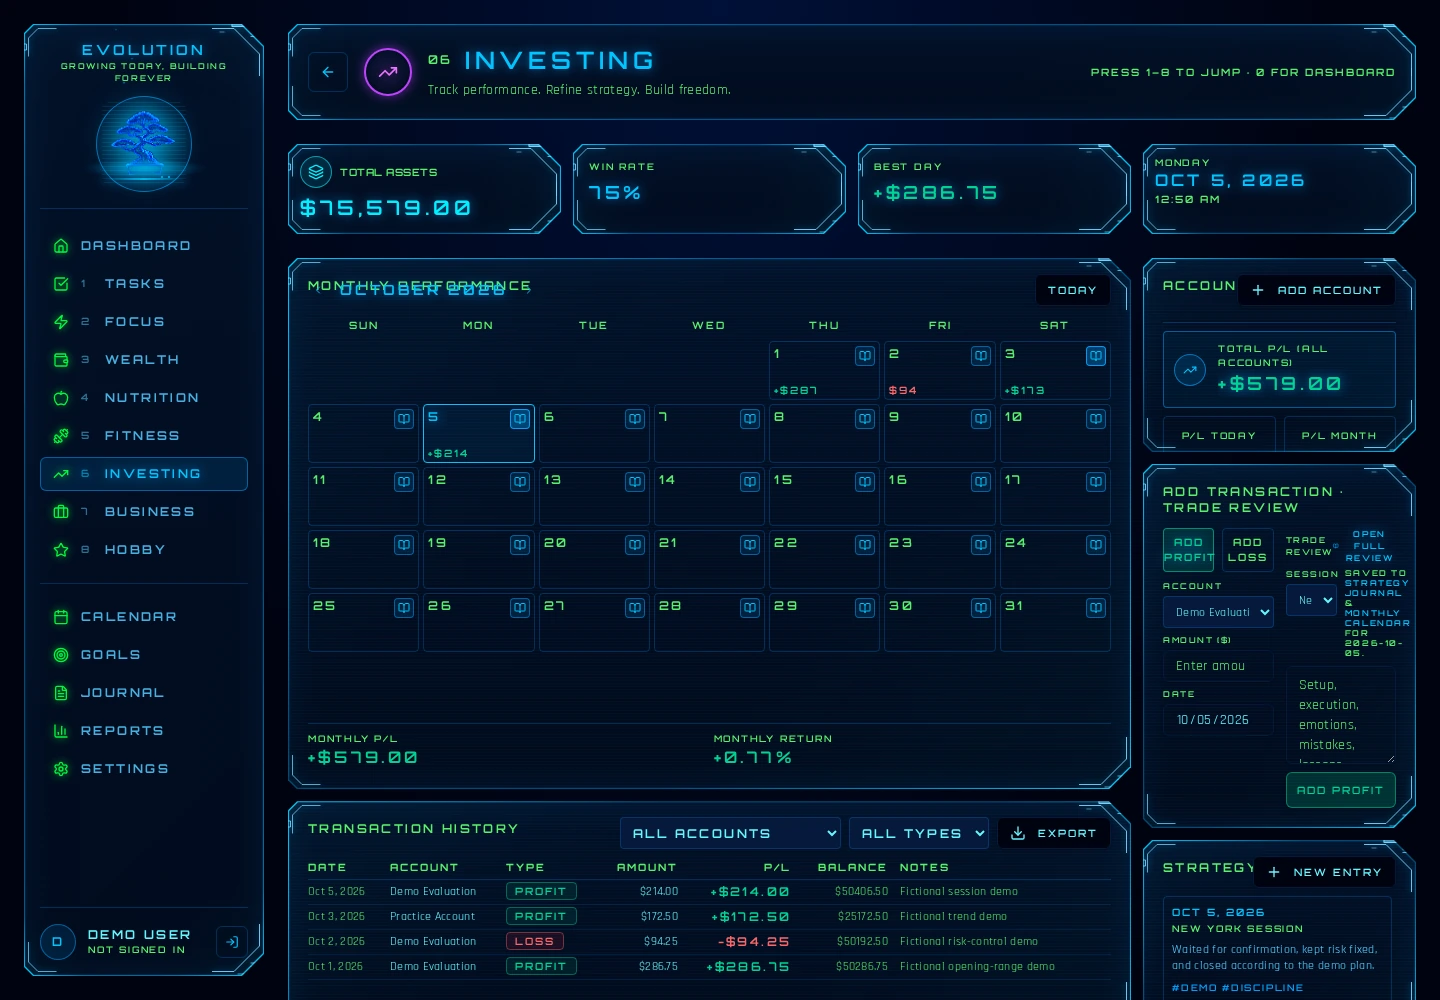 EVOLUTION
GROWING TODAY, BUILDING
FOREVER
DASHBOARD
1 TASKS
2 FOCUS
3 WEALTH
4 NUTRITION
5 FITNESS
6 INVESTING
7 BUSINESS
8 HOBBY
CALENDAR
GOALS
JOURNAL
REPORTS
SETTINGS
D
DEMO USER
NOT SIGNED IN
06 INVESTING
Track performance. Refine strategy. Build freedom.
PRESS 1–8 TO JUMP · 0 FOR DASHBOARD
TOTAL ASSETS
$75,579.00
WIN RATE
75%
BEST DAY
+$286.75
MONDAY
OCT 5, 2026
12:50 AM
MONTHLY PERFORMANCE
OCTOBER 2026
TODAY
SUN MON TUE WED THU FRI SAT
1 2 3
+$287 $94 +$173
4 5 6 7 8 9 10
+$214
11 12 13 14 15 16 17
18 19 20 21 22 23 24
25 26 27 28 29 30 31
MONTHLY P/L
+$579.00
MONTHLY RETURN
+0.77%
ACCOUN
+ ADD ACCOUNT
TOTAL P/L (ALL
ACCOUNTS)
+$579.00
P/L TODAY
P/L MONTH
ADD TRANSACTION ·
TRADE REVIEW
ADD
PROFIT
ADD
LOSS
ACCOUNT
Demo Evaluati
AMOUNT ($)
Enter amou
DATE
10/05/2026
TRADE
REVIEW
OPEN
FULL
REVIEW
SESSION
Ne
SAVED TO
STRATEGY
JOURNAL
&
MONTHLY
CALENDAR
FOR
2026-10-
05.
Setup,
execution,
emotions,
mistakes,
ADD PROFIT
TRANSACTION HISTORY
ALL ACCOUNTS
ALL TYPES
EXPORT
DATE ACCOUNT TYPE AMOUNT P/L BALANCE NOTES
Oct 5, 2026 Demo Evaluation PROFIT $214.00 +$214.00 $50406.50 Fictional session demo
Oct 3, 2026 Practice Account PROFIT $172.50 +$172.50 $25172.50 Fictional trend demo
Oct 2, 2026 Demo Evaluation LOSS $94.25 -$94.25 $50192.50 Fictional risk-control demo
Oct 1, 2026 Demo Evaluation PROFIT $286.75 +$286.75 $50286.75 Fictional opening-range demo
STRATEGY
+ NEW ENTRY
OCT 5, 2026
NEW YORK SESSION
Waited for confirmation, kept risk fixed,
and closed according to the demo plan.
#DEMO #DISCIPLINE